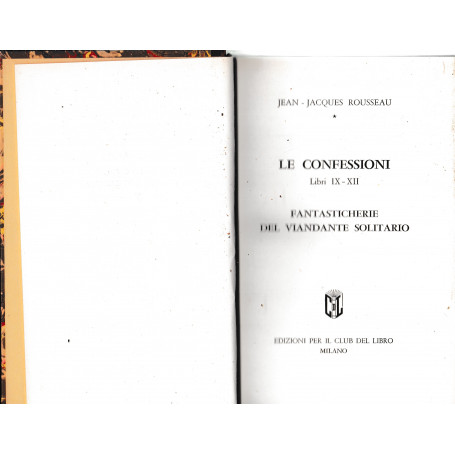 JEAN-JACQUES ROUSSEAU
*
LE CONFESSIONI
Libri IX-XII
FANTASTICHERIE
DEL VIANDANTE SOLITARIO
EDIZIONI PER IL CLUB DEL LIBRO
MILANO